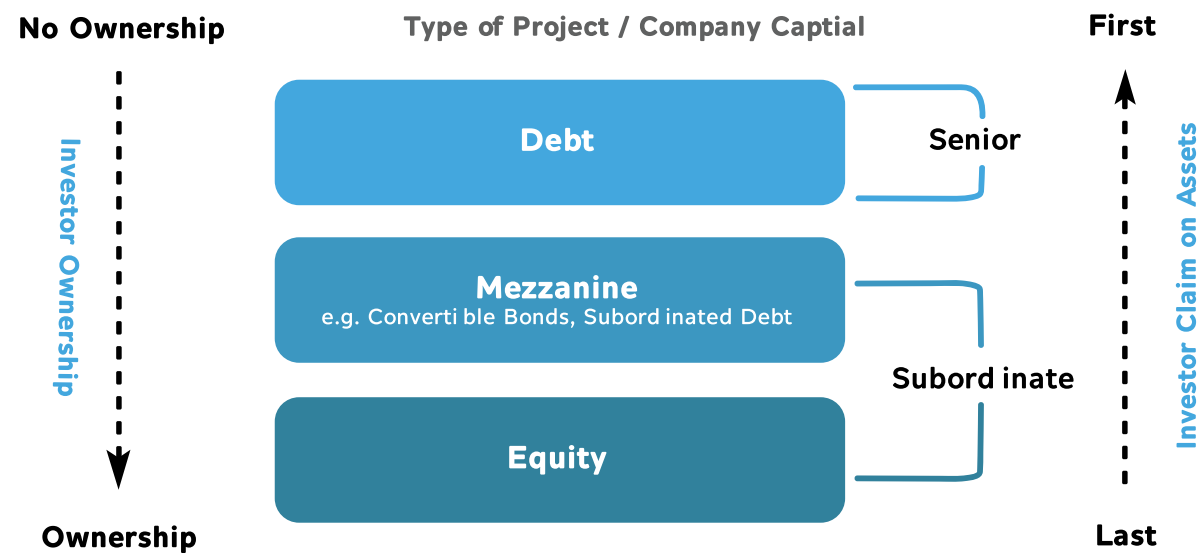 No Ownership
Type of Project / Company Captial
First
Investor Ownership
Debt
Senior
Mezzanine
e.g. Converti ble Bonds, Subord inated Debt
Subord inate
Equity
Investor Claim on Assets
Ownership
Last